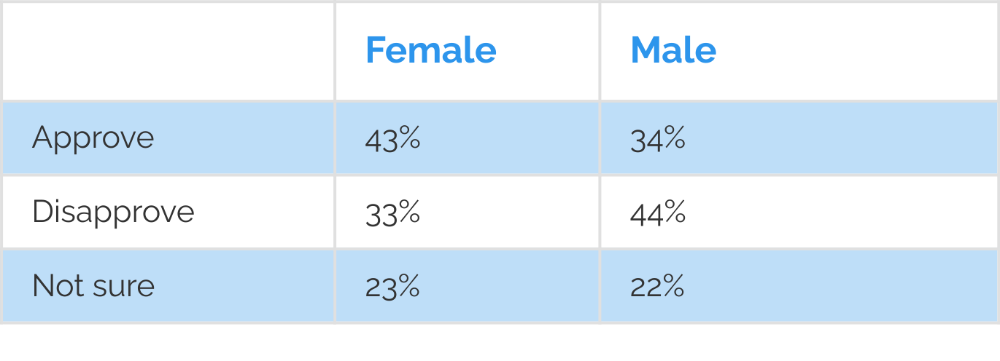 Female Male
Approve 43% 34%
Disapprove 33% 44%
Not sure 23% 22%